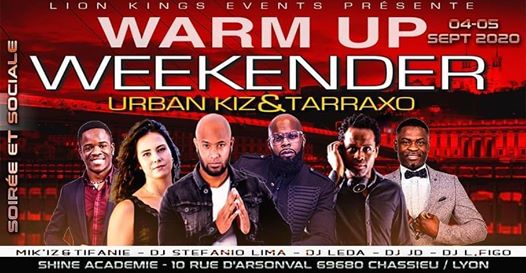 LION KINGS EVENTS PRÉSENTE
WARM UP
04-05
SEPT 2020
WEEKENDER
URBAN KIZ&TARRAXO
SOIRÉE ET SOCIALE
MIK'IZ&TIFANIE - DJ STEFANIO LIMA - DJ LEDA - DJ JD - DJ L.FIGO
SHINE ACADEMIE - 10 RUE D'ARSONVAL 69680 CHASSIEU / LYON